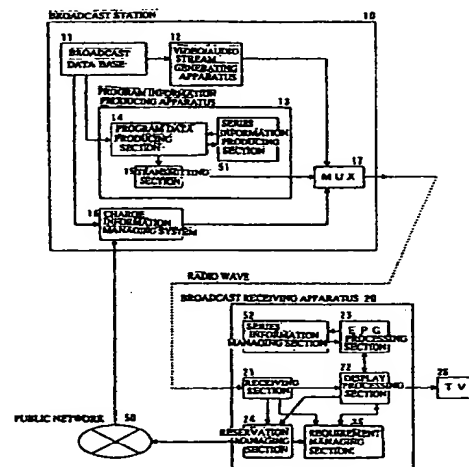 BROADCAST STATION
10
11
BROADCAST
DATA BASE
12
VIDEO/AUDIO
STREAM
GENERATING
APPARATUS
PROGRAM INFORMATION
PRODUCING APPARATUS
13
14
PROGRAM DATA
PRODUCING
SECTION
SERIES
INFORMATION
PRODUCING
SECTION
51
15
TRANSMITTING
SECTION
17
MUX
16
CHARGE
INFORMATION
MANAGING SYSTEM
RADIO WAVE
BROADCAST RECEIVING APPARATUS 20
52
SERIES
INFORMATION
MANAGING SECTION
23
EPG
PROCESSING
SECTION
21
RECEIVING
SECTION
22
DISPLAY
PROCESSING
SECTION
26
TV
PUBLIC NETWORK
50
24
RESERVATION
MANAGING
SECTION
25
REQUIREMENT
MANAGING
SECTION